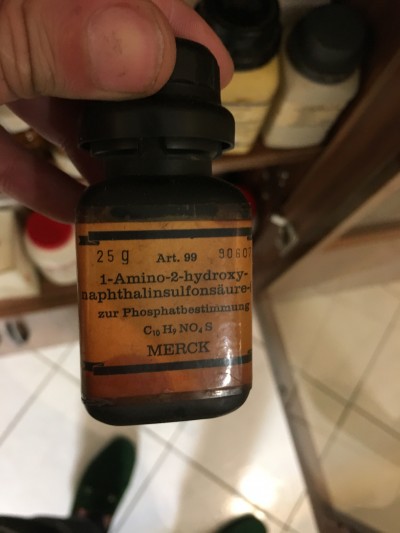 25 g Art. 99 90607
1-Amino-2-hydroxy-
naphthalinsulfonsäure-
zur Phosphatbestimmung
C₁₀ H₉ NO₄ S
MERCK